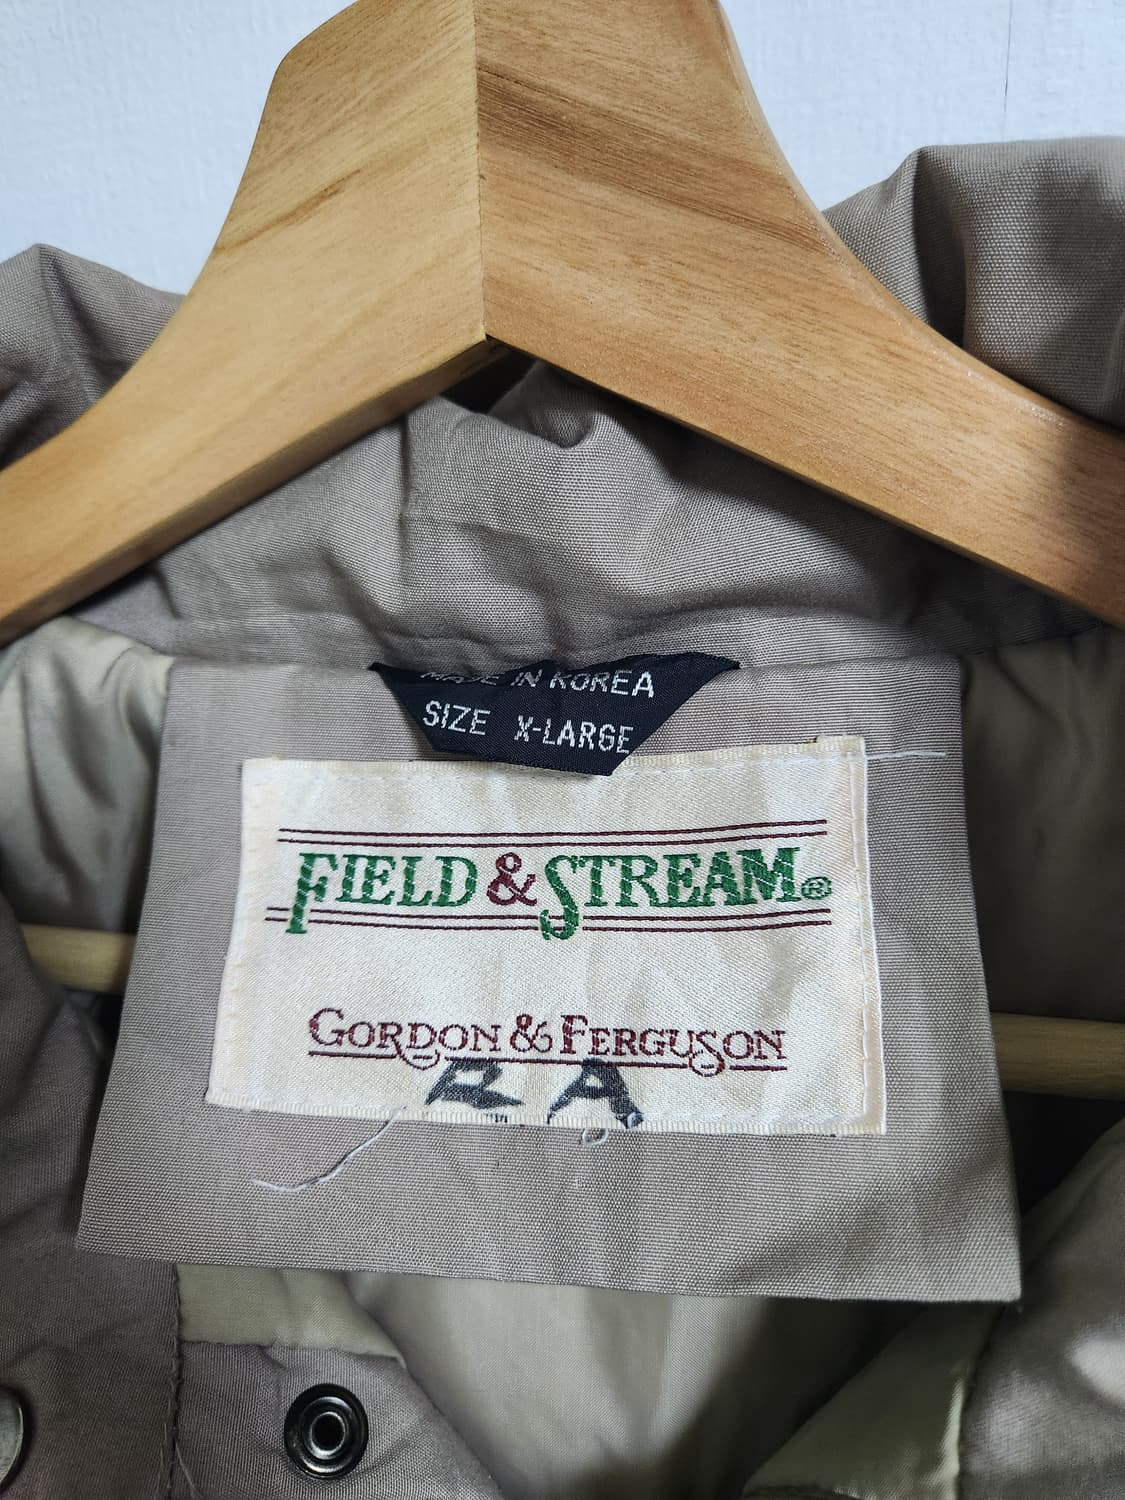 MADE IN KOREA
SIZE X-LARGE
FIELD & STREAM®
GORDON & FERGUSON
B A